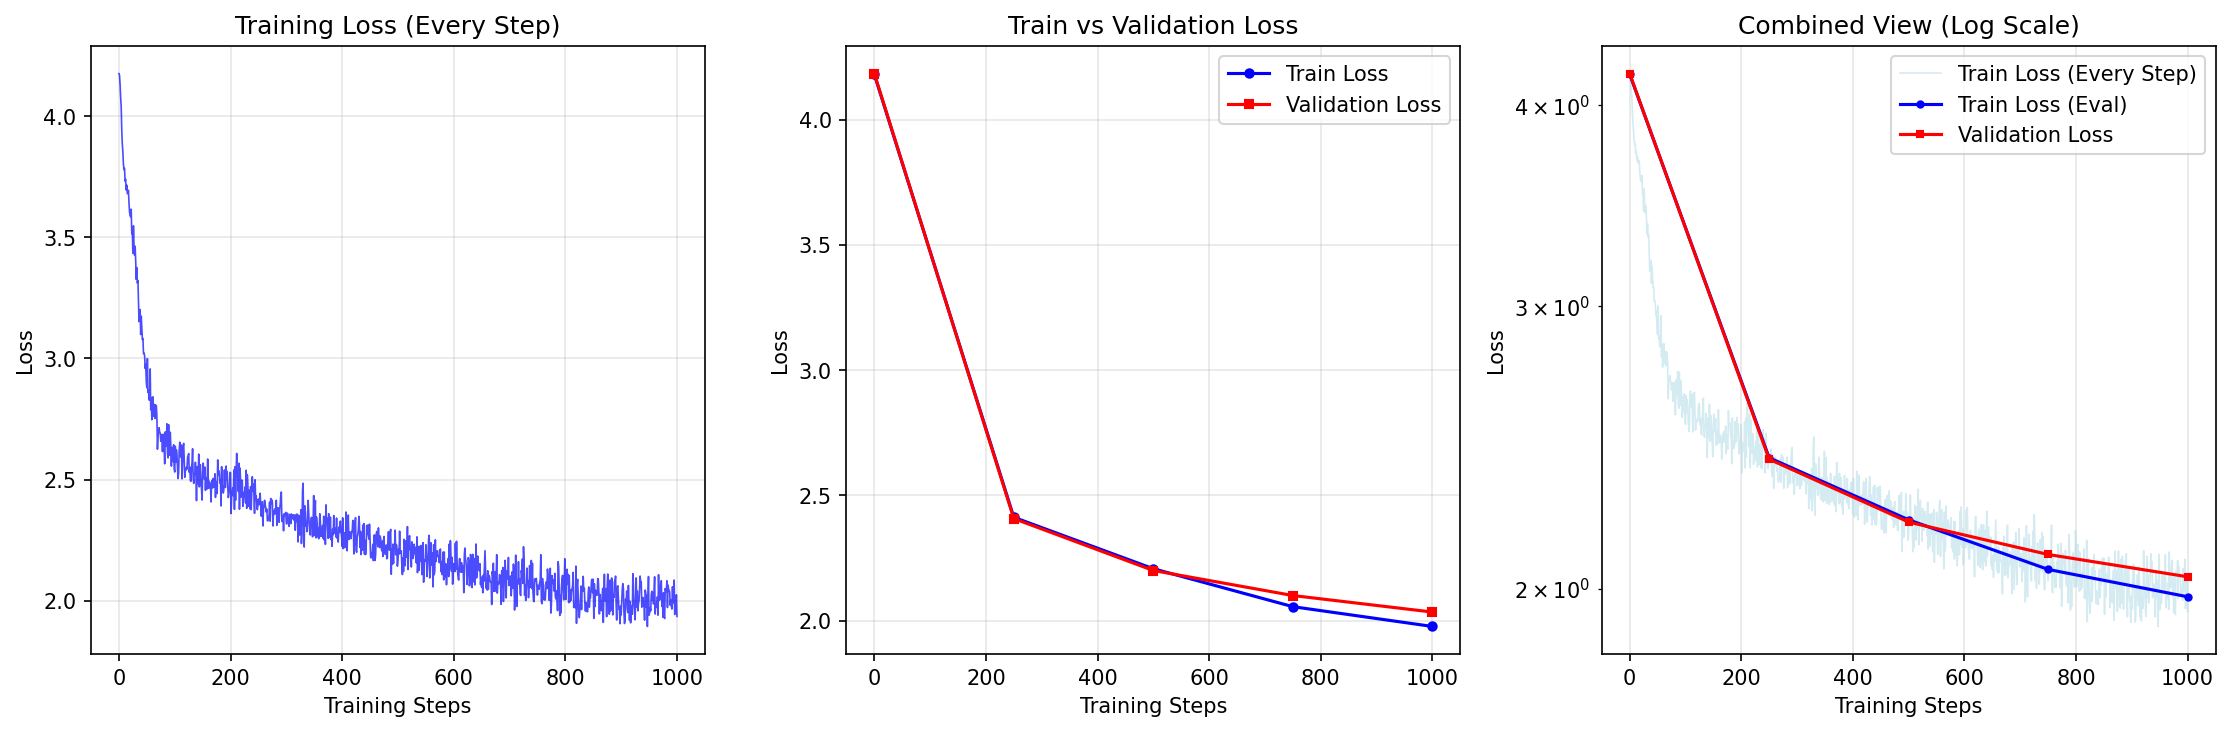 Training Loss (Every Step)
Loss
4.0
3.5
3.0
2.5
2.0
0 200 400 600 800 1000
Training Steps
Train vs Validation Loss
Train Loss
Validation Loss
Loss
4.0
3.5
3.0
2.5
2.0
0 200 400 600 800 1000
Training Steps
Combined View (Log Scale)
Train Loss (Every Step)
Train Loss (Eval)
Validation Loss
Loss
4 × 10⁰
3 × 10⁰
2 × 10⁰
0 200 400 600 800 1000
Training Steps